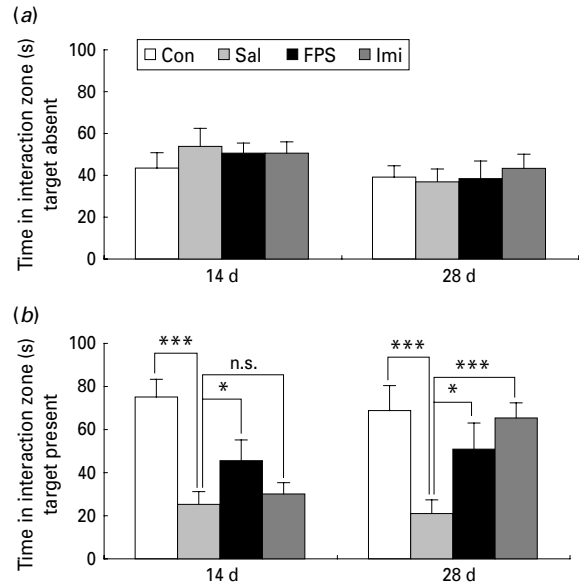 (a)
Time in interaction zone (s)
target absent
100
80
60
40
20
0
Con Sal FPS Imi
14 d 28 d
(b)
Time in interaction zone (s)
target present
100
80
60
40
20
0
*** * n.s.
*** * ***
14 d 28 d